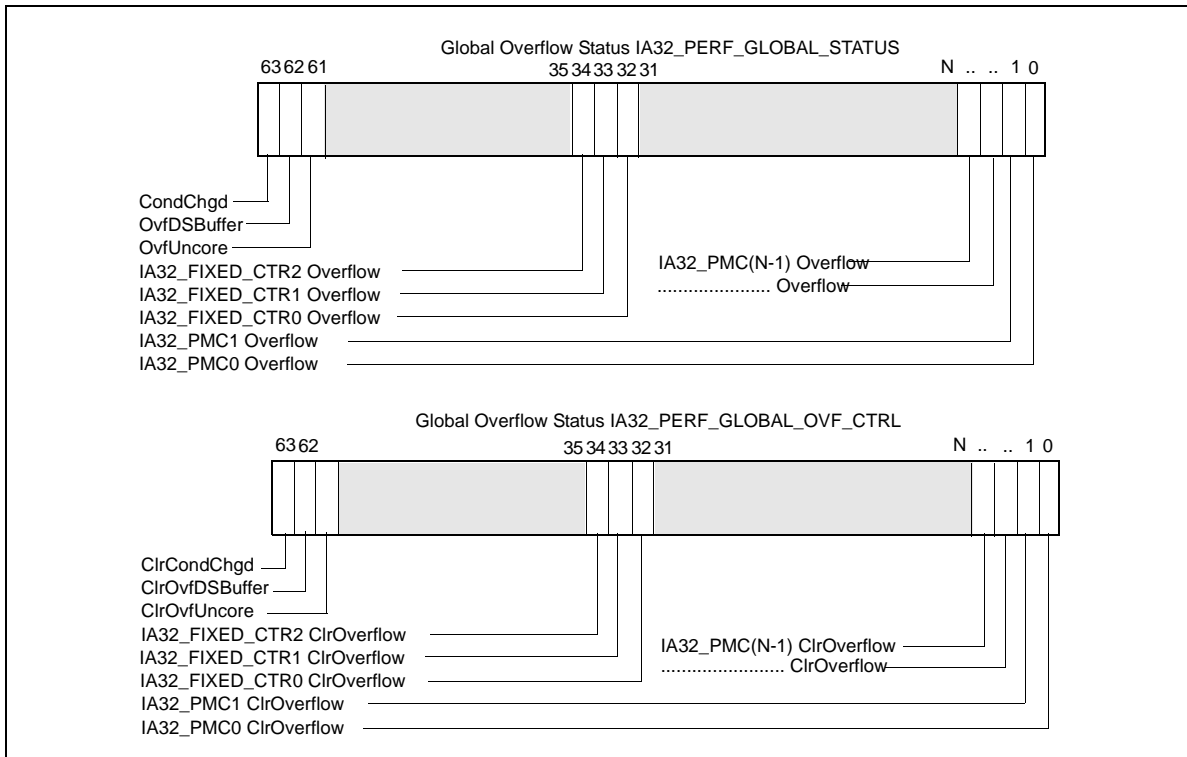 Global Overflow Status IA32_PERF_GLOBAL_STATUS
63 62 61 35 34 33 32 31 N .. .. 1 0
CondChgd
OvfDSBuffer
OvfUncore
IA32_FIXED_CTR2 Overflow
IA32_PMC(N-1) Overflow
IA32_FIXED_CTR1 Overflow
...................... Overflow
IA32_FIXED_CTR0 Overflow
IA32_PMC1 Overflow
IA32_PMC0 Overflow
Global Overflow Status IA32_PERF_GLOBAL_OVF_CTRL
63 62 35 34 33 32 31 N .. .. 1 0
ClrCondChgd
ClrOvfDSBuffer
ClrOvfUncore
IA32_FIXED_CTR2 ClrOverflow
IA32_PMC(N-1) ClrOverflow
IA32_FIXED_CTR1 ClrOverflow
........................ ClrOverflow
IA32_FIXED_CTR0 ClrOverflow
IA32_PMC1 ClrOverflow
IA32_PMC0 ClrOverflow